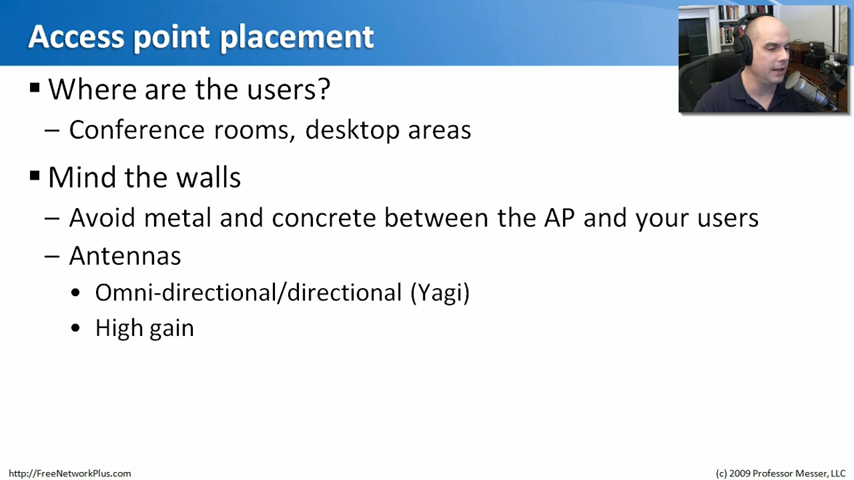 Access point placement
▪ Where are the users?
– Conference rooms, desktop areas
▪ Mind the walls
– Avoid metal and concrete between the AP and your users
– Antennas
• Omni-directional/directional (Yagi)
• High gain
http://FreeNetworkPlus.com
(c) 2009 Professor Messer, LLC